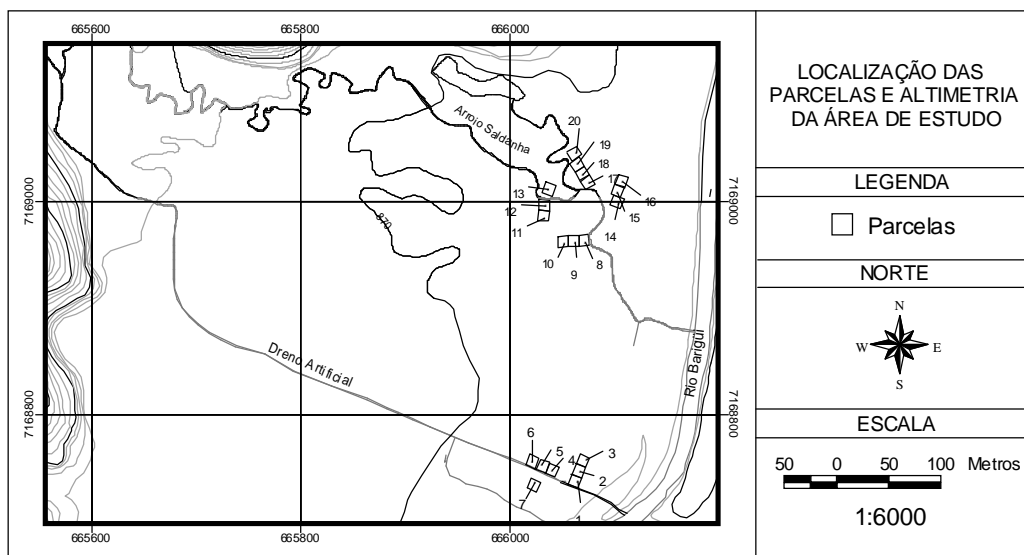 665600 665800 666000
7169000
7168800
7169000
7168800
665600 665800 666000
Arroio Saldanha
20
19
18
17
16
15
14
13
12
11
10
9
8
870
Dreno Artificial
Rio Barigüi
6
5
4
3
2
1
7
LOCALIZAÇÃO DAS
PARCELAS E ALTIMETRIA
DA ÁREA DE ESTUDO
LEGENDA
Parcelas
NORTE
N
W E
S
ESCALA
50 0 50 100 Metros
1:6000